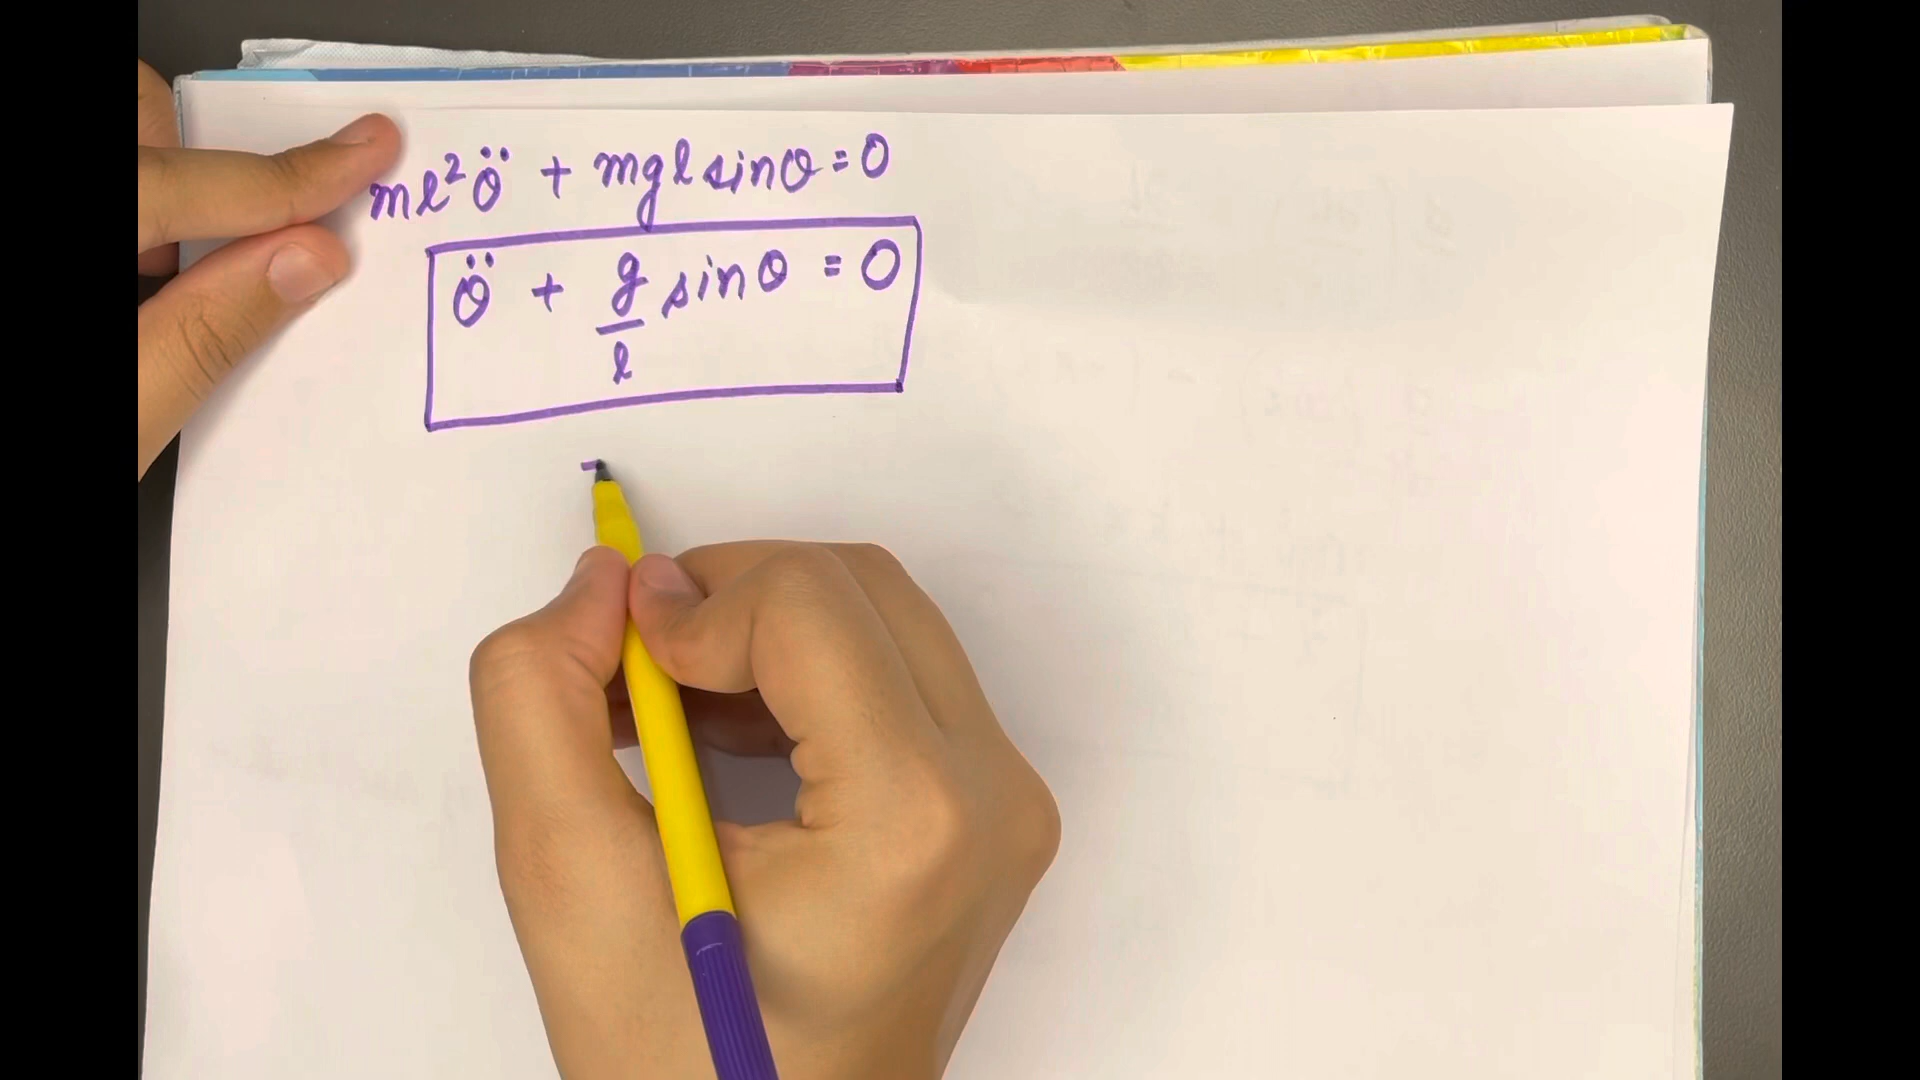 mℓ²θ̈ + mgℓ sinθ = 0
θ̈ + g/ℓ sinθ = 0